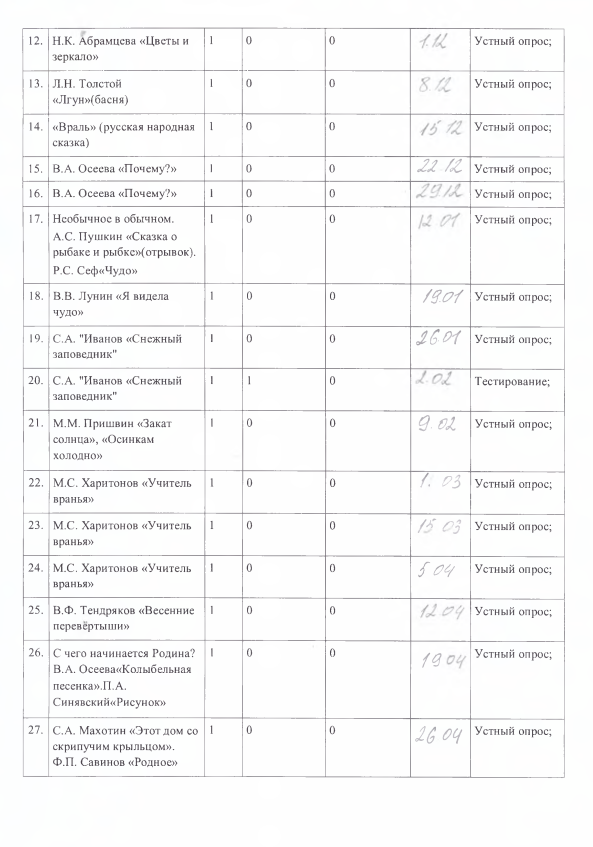 12. Н.К. Абрамцева «Цветы и 1 0 0 1.12 Устный опрос;
зеркало»
13. Л.Н. Толстой 1 0 0 8.12 Устный опрос;
«Лгун»(басня)
14. «Враль» (русская народная 1 0 0 15 12 Устный опрос;
сказка)
15. В.А. Осеева «Почему?» 1 0 0 22.12 Устный опрос;
16. В.А. Осеева «Почему?» 1 0 0 29.12 Устный опрос;
17. Необычное в обычном. 1 0 0 12 01 Устный опрос;
А.С. Пушкин «Сказка о
рыбаке и рыбке»(отрывок).
Р.С. Сеф«Чудо»
18. В.В. Лунин «Я видела 1 0 0 19.01 Устный опрос;
чудо»
19. С.А. "Иванов «Снежный 1 0 0 26 01 Устный опрос;
заповедник"
20. С.А. "Иванов «Снежный 1 1 0 2.02 Тестирование;
заповедник"
21. М.М. Пришвин «Закат 1 0 0 9.02 Устный опрос;
солнца», «Осинкам
холодно»
22. М.С. Харитонов «Учитель 1 0 0 1. 03 Устный опрос;
вранья»
23. М.С. Харитонов «Учитель 1 0 0 15 03 Устный опрос;
вранья»
24. М.С. Харитонов «Учитель 1 0 0 5 04 Устный опрос;
вранья»
25. В.Ф. Тендряков «Весенние 1 0 0 12 04 Устный опрос;
перевёртыши»
26. С чего начинается Родина? 1 0 0 19 04 Устный опрос;
В.А. Осеева«Колыбельная
песенка».П.А.
Синявский«Рисунок»
27. С.А. Махотин «Этот дом со 1 0 0 26 04 Устный опрос;
скрипучим крыльцом».
Ф.П. Савинов «Родное»